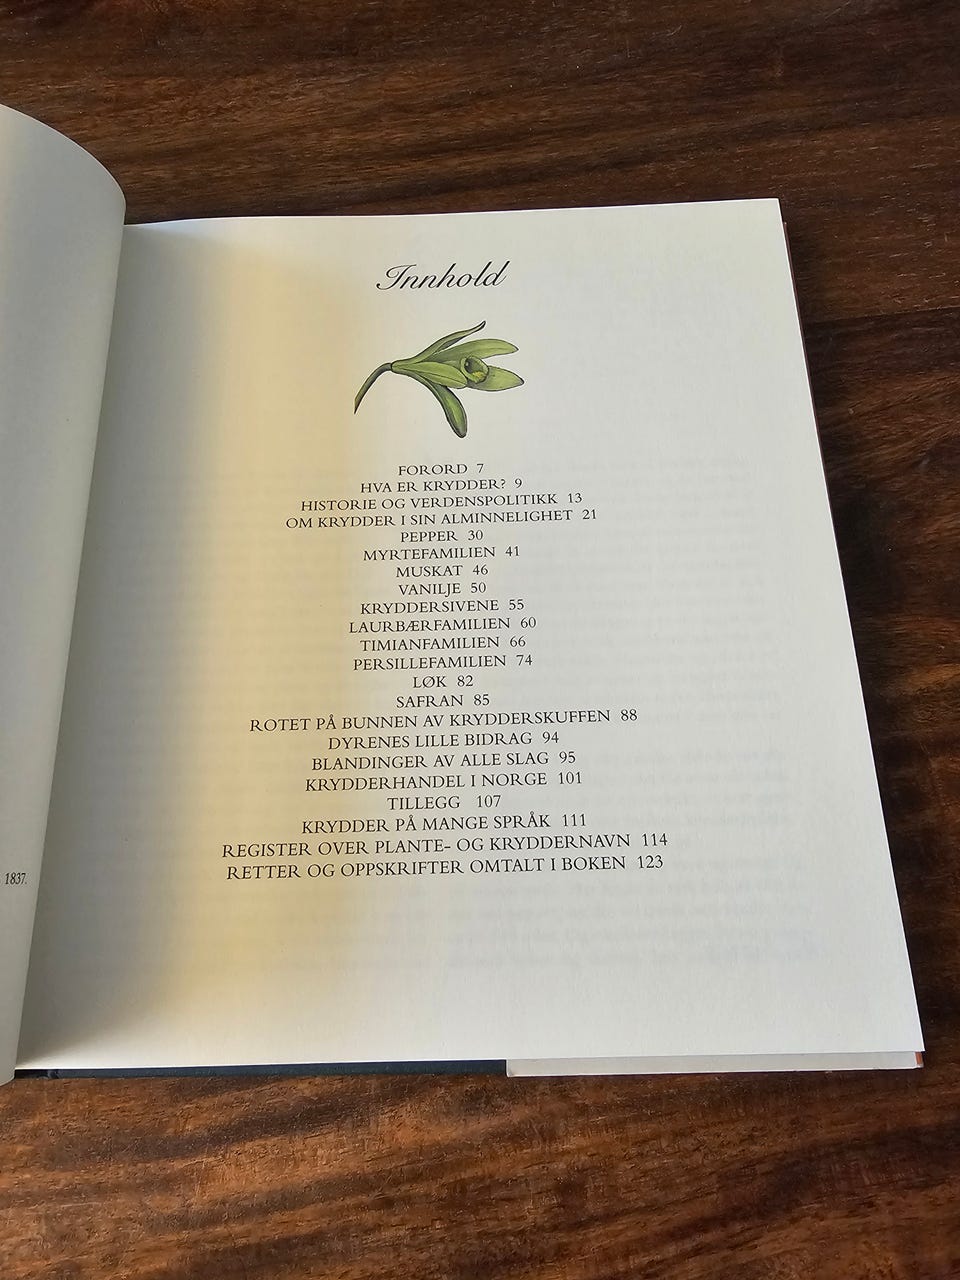 1837.
Innhold
FORORD 7
HVA ER KRYDDER? 9
HISTORIE OG VERDENSPOLITIKK 13
OM KRYDDER I SIN ALMINNELIGHET 21
PEPPER 30
MYRTEFAMILIEN 41
MUSKAT 46
VANILJE 50
KRYDDERSIVENE 55
LAURBÆRFAMILIEN 60
TIMIANFAMILIEN 66
PERSILLEFAMILIEN 74
LØK 82
SAFRAN 85
ROTET PÅ BUNNEN AV KRYDDERSKUFFEN 88
DYRENES LILLE BIDRAG 94
BLANDINGER AV ALLE SLAG 95
KRYDDERHANDEL I NORGE 101
TILLEGG 107
KRYDDER PÅ MANGE SPRÅK 111
REGISTER OVER PLANTE- OG KRYDDERNAVN 114
RETTER OG OPPSKRIFTER OMTALT I BOKEN 123